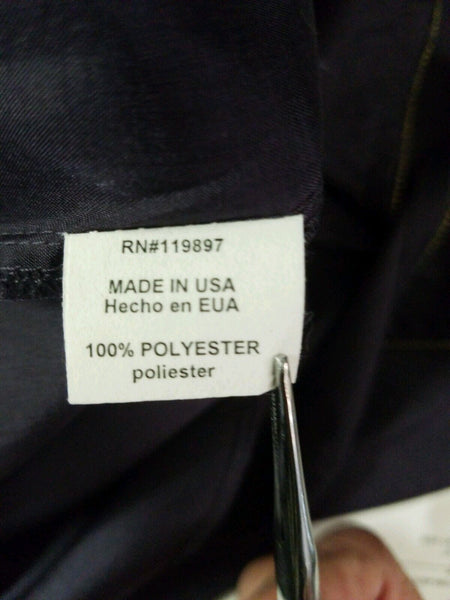 RN#119897
MADE IN USA
Hecho en EUA
100% POLYESTER
poliester